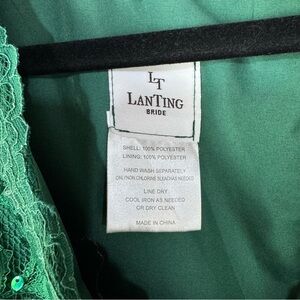 LT
LANTING
BRIDE
SHELL: 100% POLYESTER
LINING: 100% POLYESTER
HAND WASH SEPARATELY
ONLY NON-CHLORINE BLEACH AS NEEDED
LINE DRY
COOL IRON AS NEEDED
OR DRY CLEAN
MADE IN CHINA